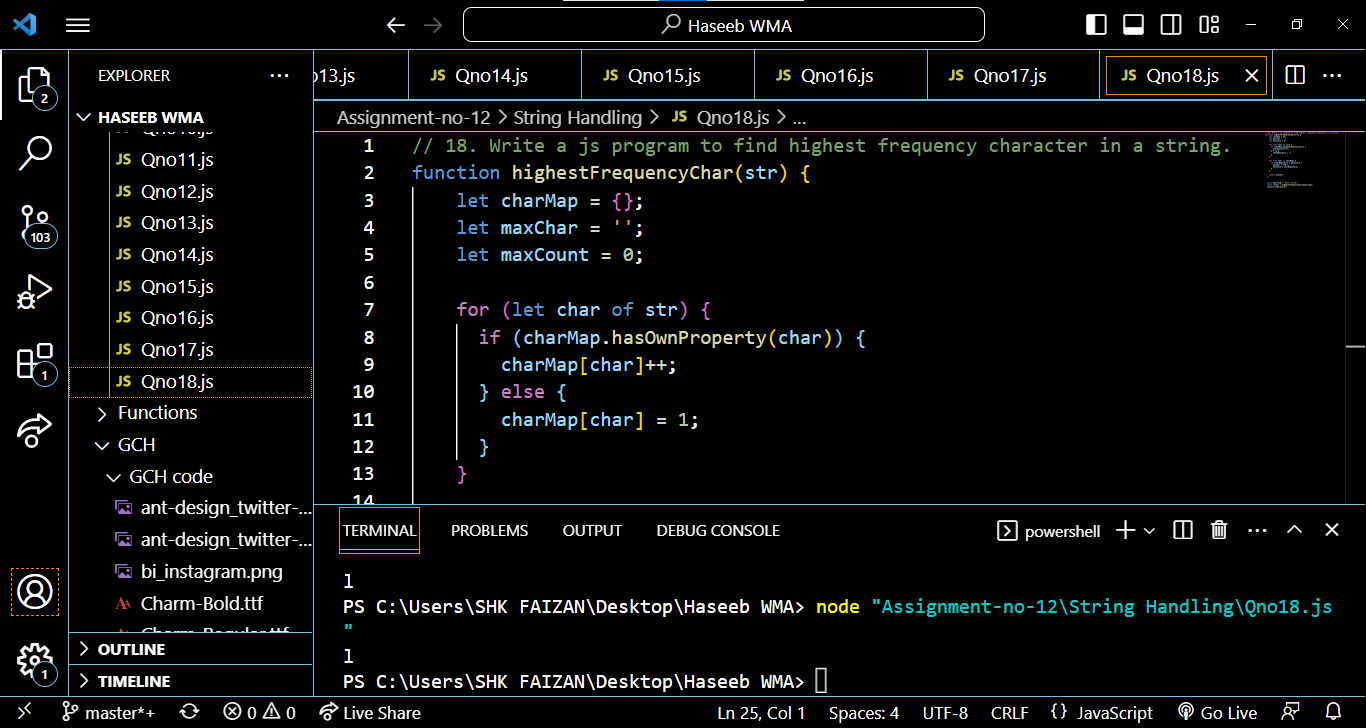 Haseeb WMA
EXPLORER
013.js
JS Qno14.js
JS Qno15.js
JS Qno16.js
JS Qno17.js
JS Qno18.js
2
HASEEB WMA
JS Qno11.js
JS Qno12.js
JS Qno13.js
JS Qno14.js
JS Qno15.js
JS Qno16.js
JS Qno17.js
JS Qno18.js
Functions
GCH
GCH code
ant-design_twitter-...
ant-design_twitter-...
bi_instagram.png
Charm-Bold.ttf
OUTLINE
TIMELINE
103
1
1
Assignment-no-12 > String Handling > JS Qno18.js > ...
1 // 18. Write a js program to find highest frequency character in a string.
2 function highestFrequencyChar(str) {
3 let charMap = {};
4 let maxChar = '';
5 let maxCount = 0;
6
7 for (let char of str) {
8 if (charMap.hasOwnProperty(char)) {
9 charMap[char]++;
10 } else {
11 charMap[char] = 1;
12 }
13 }
14
TERMINAL PROBLEMS OUTPUT DEBUG CONSOLE
powershell
l
PS C:\Users\SHK FAIZAN\Desktop\Haseeb WMA> node "Assignment-no-12\String Handling\Qno18.js
"
l
PS C:\Users\SHK FAIZAN\Desktop\Haseeb WMA>
master*+ 0 0 Live Share Ln 25, Col 1 Spaces: 4 UTF-8 CRLF {} JavaScript Go Live